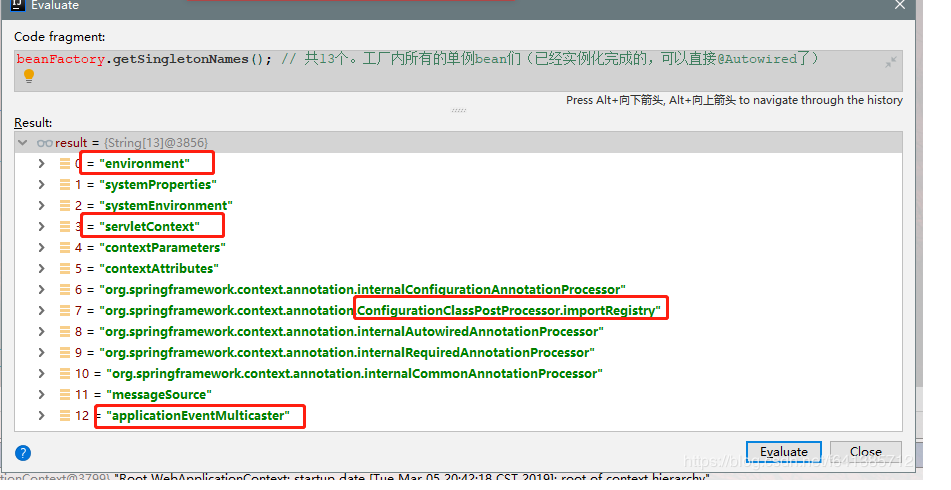 Evaluate
Code fragment:
beanFactory.getSingletonNames(); // 共13个。工厂内所有的单例bean们（已经实例化完成的，可以直接@Autowired了）
Press Alt+向下箭头, Alt+向上箭头 to navigate through the history
Result:
result = {String[13]@3856}
0 = "environment"
1 = "systemProperties"
2 = "systemEnvironment"
3 = "servletContext"
4 = "contextParameters"
5 = "contextAttributes"
6 = "org.springframework.context.annotation.internalConfigurationAnnotationProcessor"
7 = "org.springframework.context.annotation.ConfigurationClassPostProcessor.importRegistry"
8 = "org.springframework.context.annotation.internalAutowiredAnnotationProcessor"
9 = "org.springframework.context.annotation.internalRequiredAnnotationProcessor"
10 = "org.springframework.context.annotation.internalCommonAnnotationProcessor"
11 = "messageSource"
12 = "applicationEventMulticaster"
? Evaluate Close
"Root WebApplicationContext: startup date [Tue Mar 05 20:42:18 CST 2019]; root of context hierarchy"